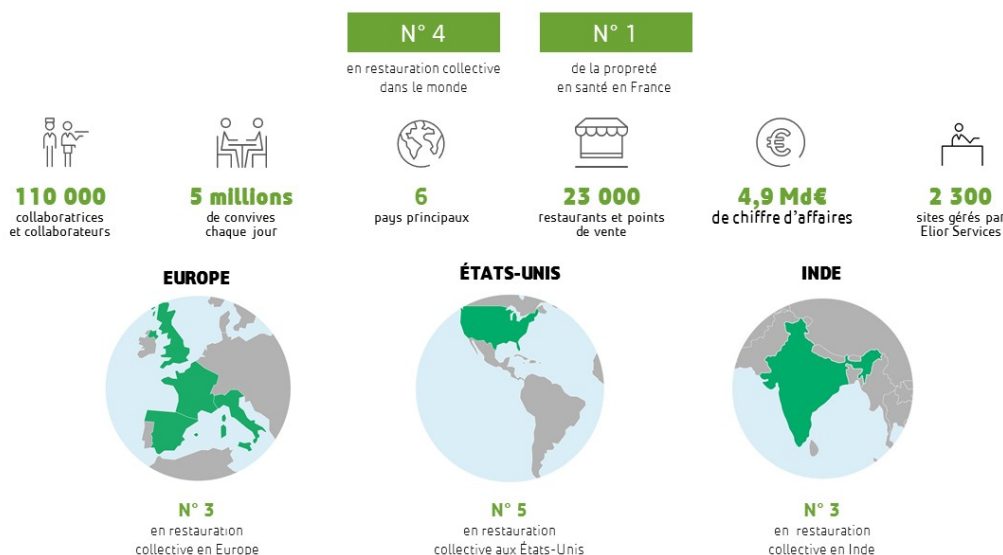 N° 4
en restauration collective
dans le monde
N° 1
de la propreté
en santé en France
110 000
collaboratrices
et collaborateurs
5 millions
de convives
chaque jour
6
pays principaux
23 000
restaurants et points
de vente
4,9 Md€
de chiffre d'affaires
2 300
sites gérés par
Elior Services
EUROPE
ÉTATS-UNIS
INDE
N° 3
en restauration
collective en Europe
N° 5
en restauration
collective aux États-Unis
N° 3
en restauration
collective en Inde